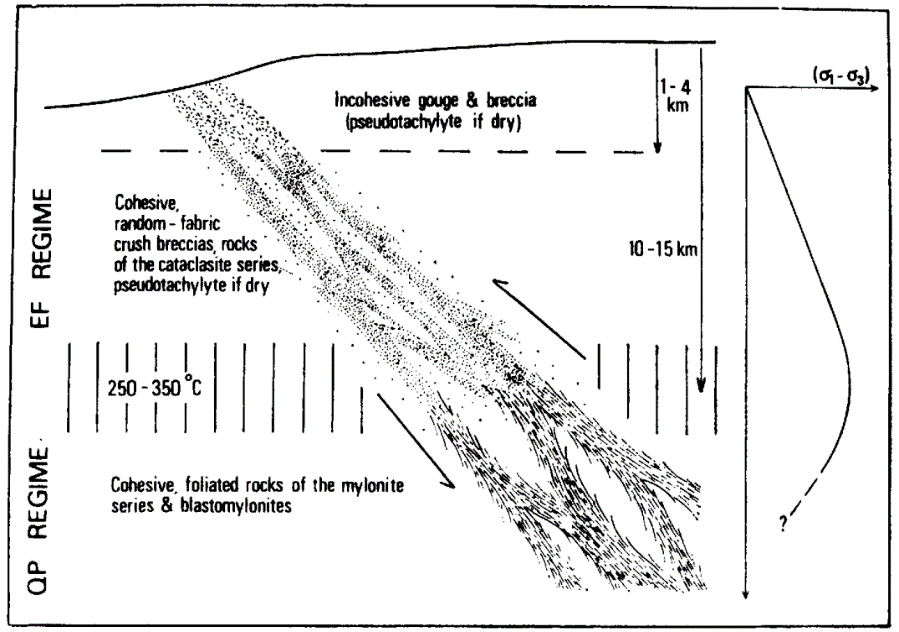 (σ₁ - σ₃)
1 - 4
km
Incohesive gouge & breccia
(pseudotachylyte if dry)
EF REGIME
Cohesive,
random - fabric
crush breccias, rocks
of the cataclasite series,
pseudotachylyte if dry
10 - 15 km
250 - 350 °C
QP REGIME
Cohesive, foliated rocks of the mylonite
series & blastomylonites
?